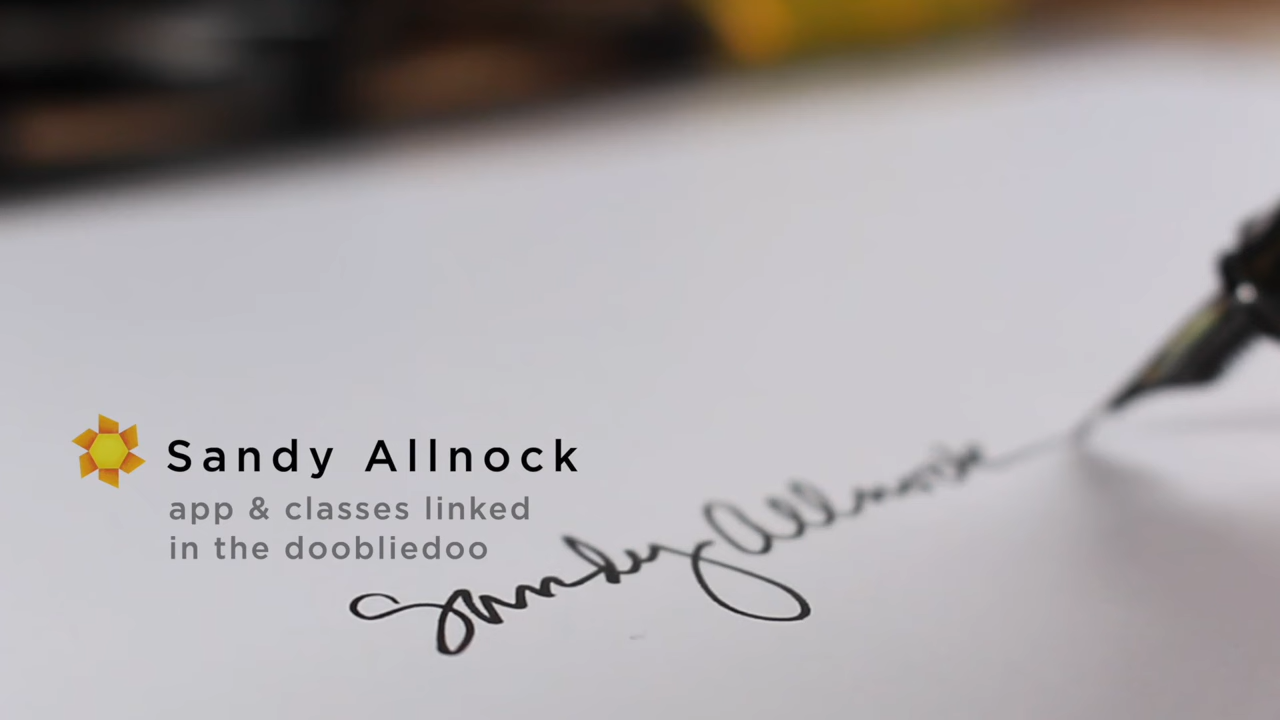 Sandy Allnock
app & classes linked
in the doobliedoo
Sandy Allnock